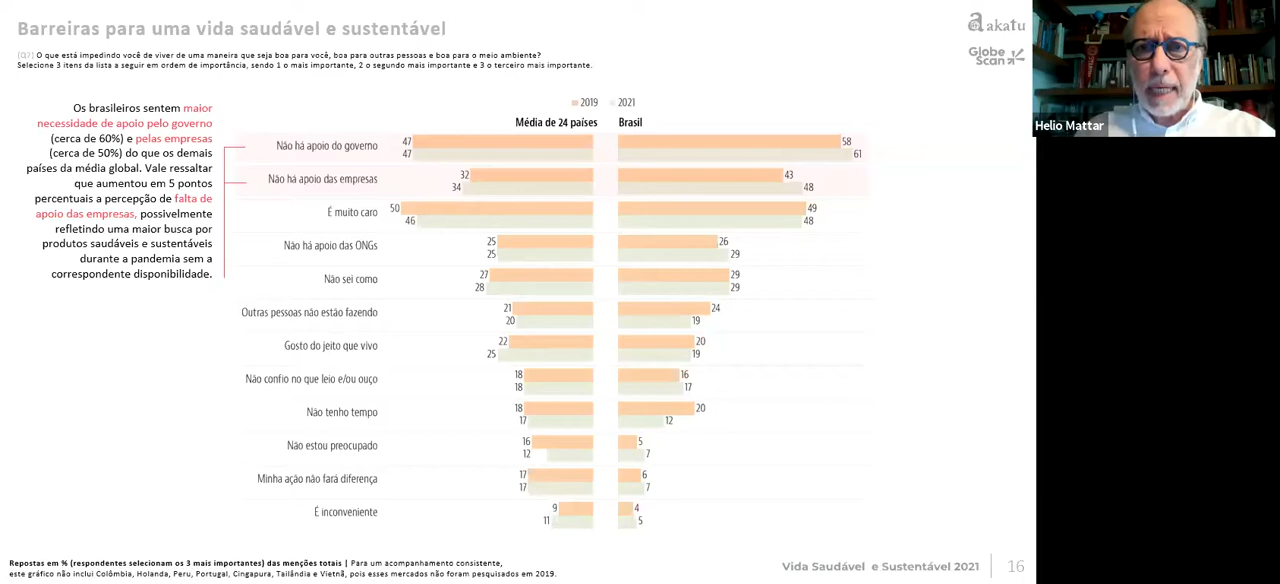 Barreiras para uma vida saudável e sustentável
(Q7) O que está impedindo você de viver de uma maneira que seja boa para você, boa para outras pessoas e boa para o meio ambiente?
Selecione 3 itens da lista a seguir em ordem de importância, sendo 1 o mais importante, 2 o segundo mais importante e 3 o terceiro mais importante.
akatu
Globe
Scan
Helio Mattar
Os brasileiros sentem maior
necessidade de apoio pelo governo
(cerca de 60%) e pelas empresas
(cerca de 50%) do que os demais
países da média global. Vale ressaltar
que aumentou em 5 pontos
percentuais a percepção de falta de
apoio das empresas, possivelmente
refletindo uma maior busca por
produtos saudáveis e sustentáveis
durante a pandemia sem a
correspondente disponibilidade.
2019 2021
Média de 24 países Brasil
Não há apoio do governo 47 47 58 61
Não há apoio das empresas 32 34 43 48
É muito caro 50 46 49 48
Não há apoio das ONGs 25 25 26 29
Não sei como 27 28 29 29
Outras pessoas não estão fazendo 21 20 24 19
Gosto do jeito que vivo 22 25 20 19
Não confio no que leio e/ou ouço 18 18 16 17
Não tenho tempo 18 17 20 12
Não estou preocupado 16 12 5 7
Minha ação não fará diferença 17 17 6 7
É inconveniente 9 11 4 5
Repostas em % (respondentes selecionam os 3 mais importantes) das menções totais | Para um acompanhamento consistente,
este gráfico não inclui Colômbia, Holanda, Peru, Portugal, Cingapura, Tailândia e Vietnã, pois esses mercados não foram pesquisados em 2019.
Vida Saudável e Sustentável 2021 16